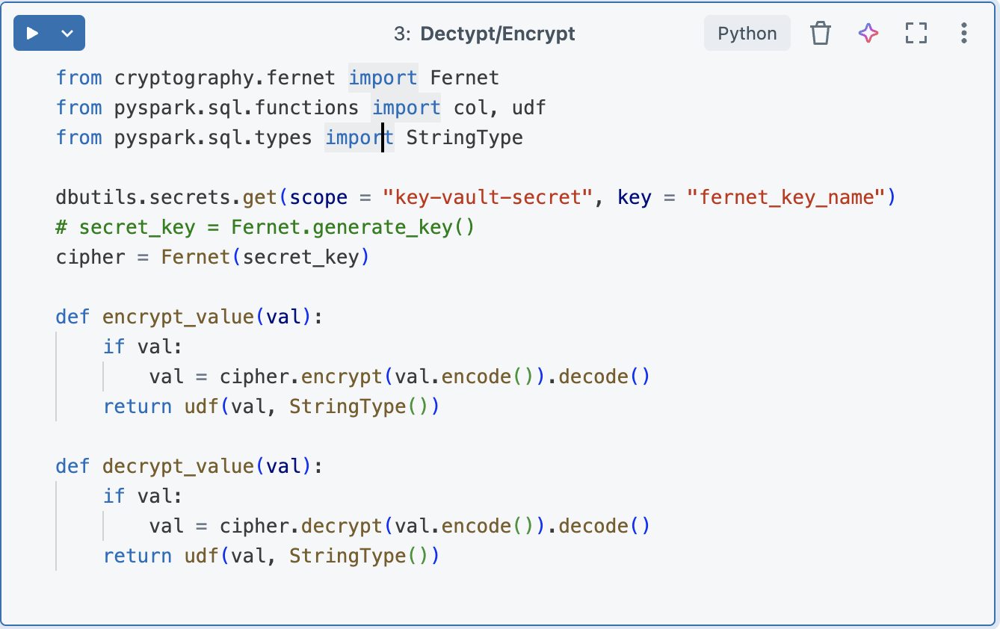 3: Dectypt/Encrypt
Python
from cryptography.fernet import Fernet
from pyspark.sql.functions import col, udf
from pyspark.sql.types import StringType
dbutils.secrets.get(scope = "key-vault-secret", key = "fernet_key_name")
# secret_key = Fernet.generate_key()
cipher = Fernet(secret_key)
def encrypt_value(val):
    if val:
        val = cipher.encrypt(val.encode()).decode()
    return udf(val, StringType())
def decrypt_value(val):
    if val:
        val = cipher.decrypt(val.encode()).decode()
    return udf(val, StringType())